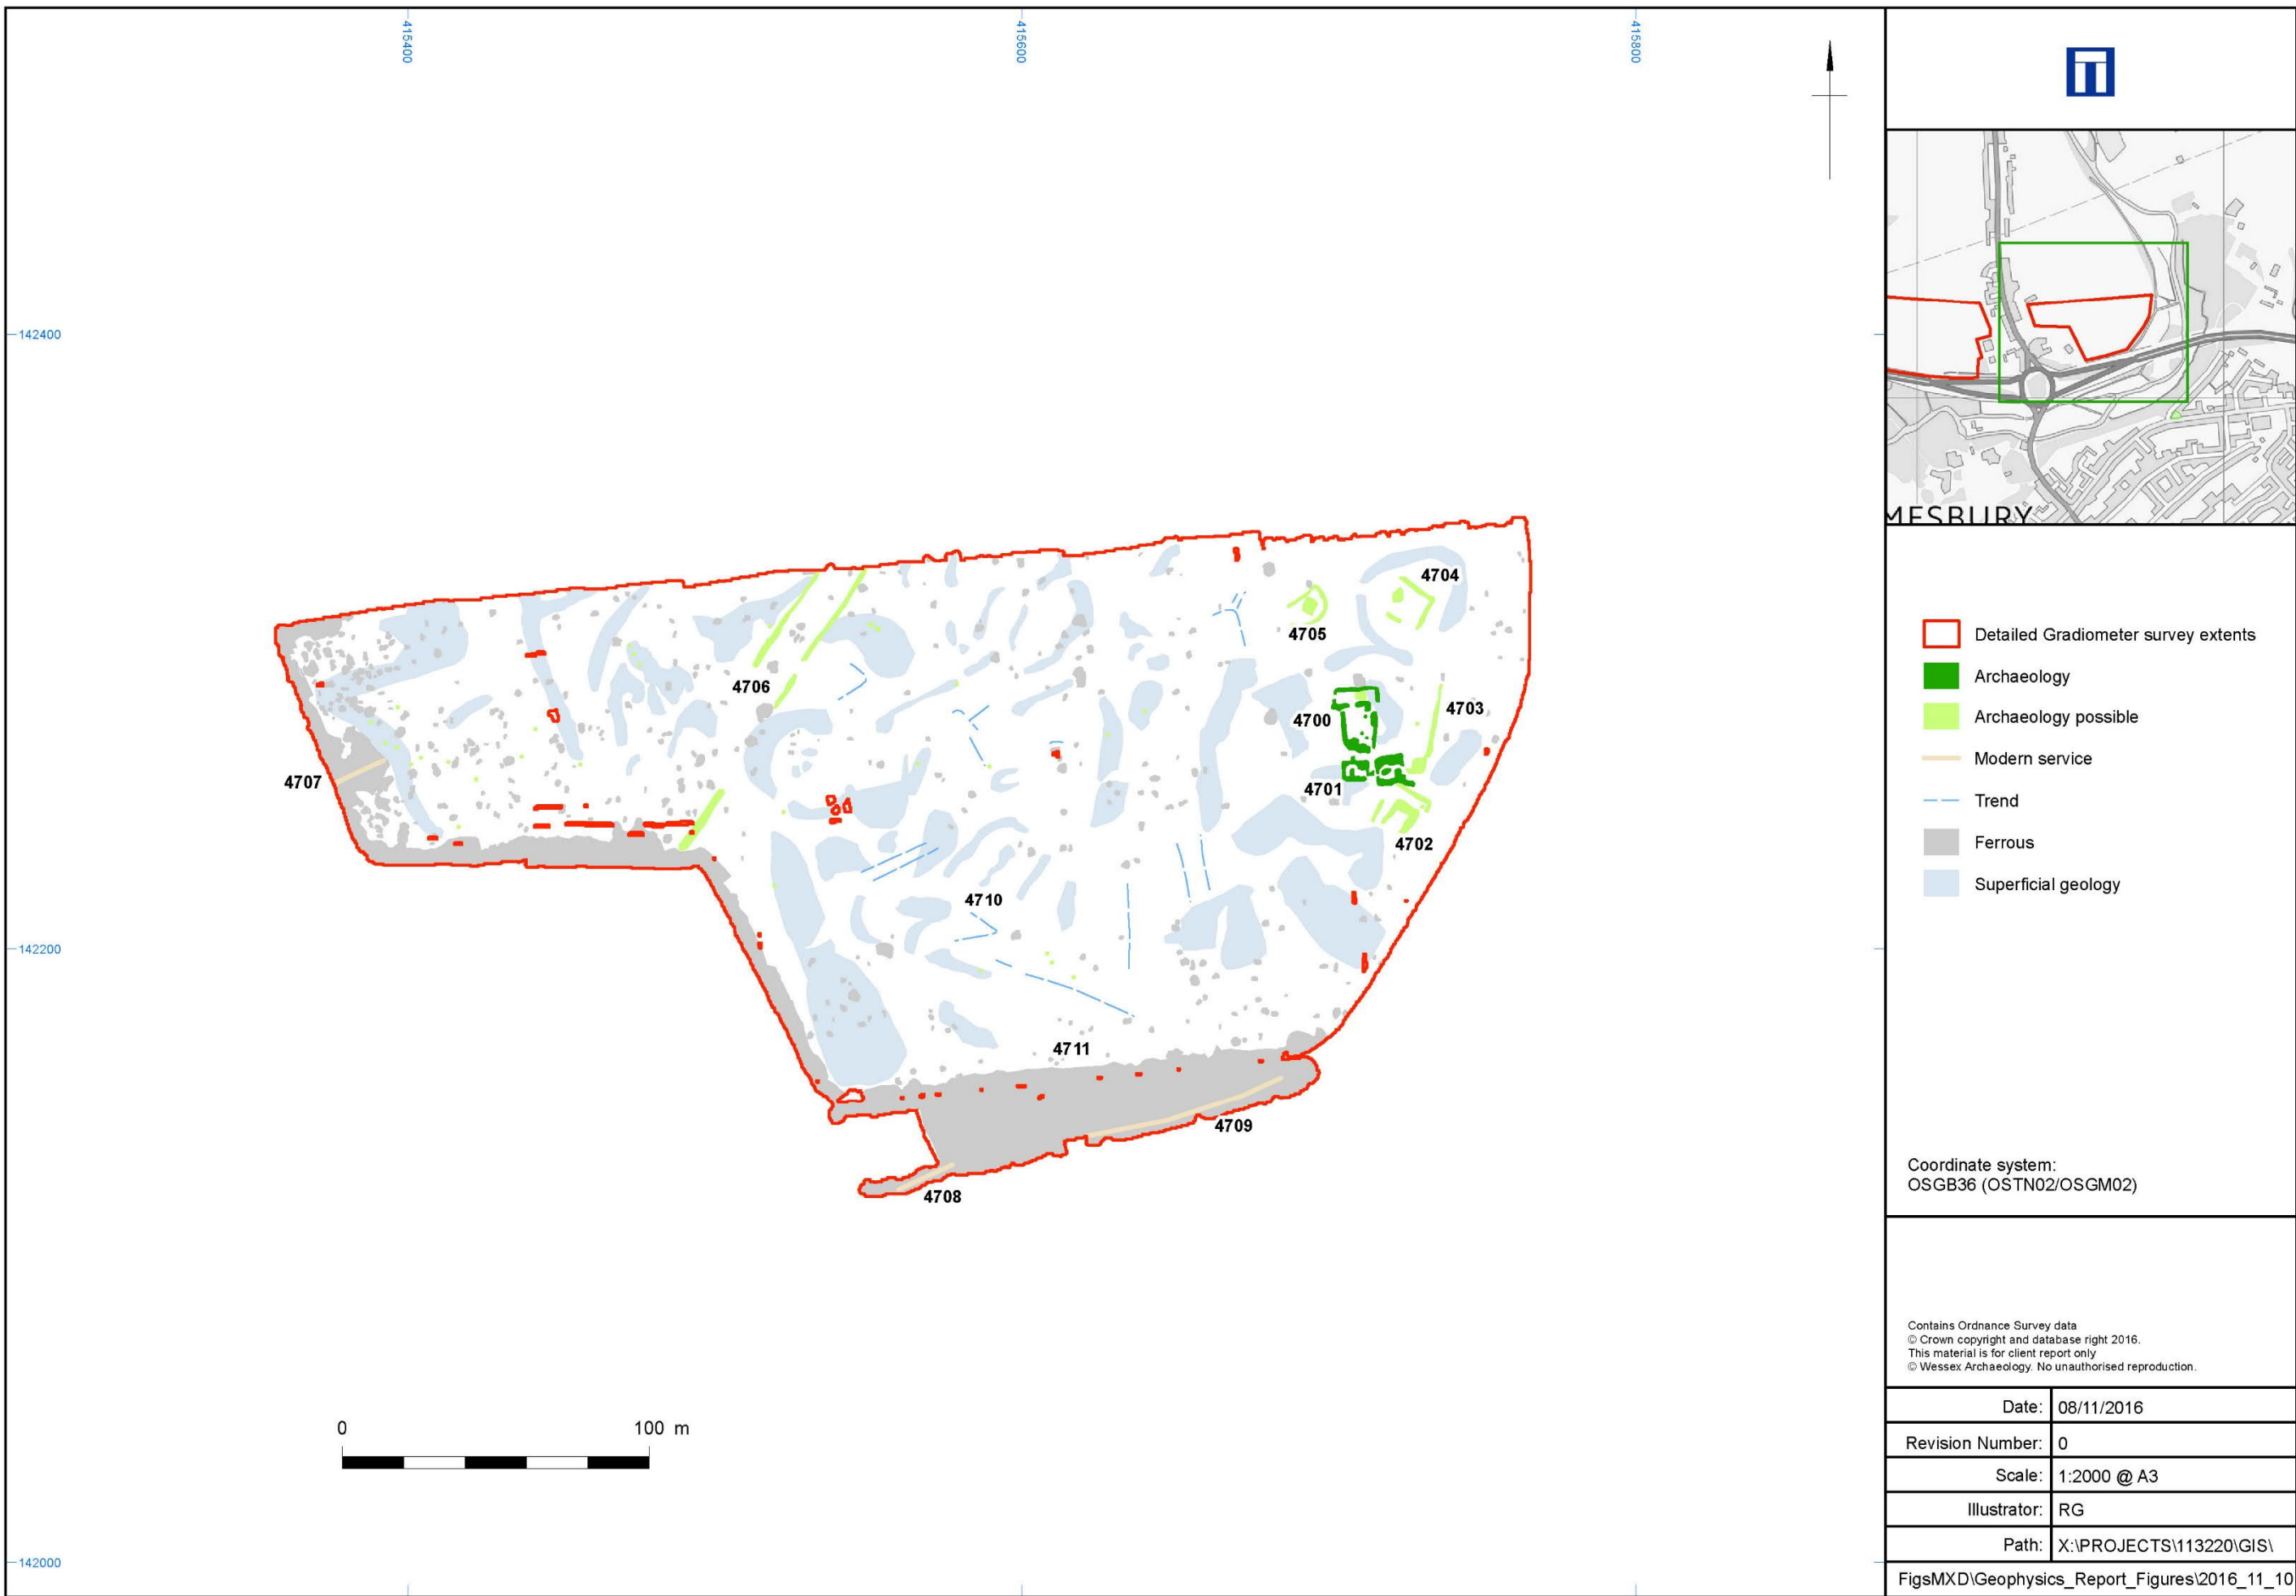 415400
415600
415800
142400
142200
142000
4704
4705
4706
4703
4700
4707
4701
4702
4710
4711
4709
4708
0 100 m
MESBURY
Detailed Gradiometer survey extents
Archaeology
Archaeology possible
Modern service
Trend
Ferrous
Superficial geology
Coordinate system:
OSGB36 (OSTN02/OSGM02)
Contains Ordnance Survey data
© Crown copyright and database right 2016.
This material is for client report only
© Wessex Archaeology. No unauthorised reproduction.
Date: 08/11/2016
Revision Number: 0
Scale: 1:2000 @ A3
Illustrator: RG
Path: X:\PROJECTS\113220\GIS\
FigsMXD\Geophysics_Report_Figures\2016_11_10